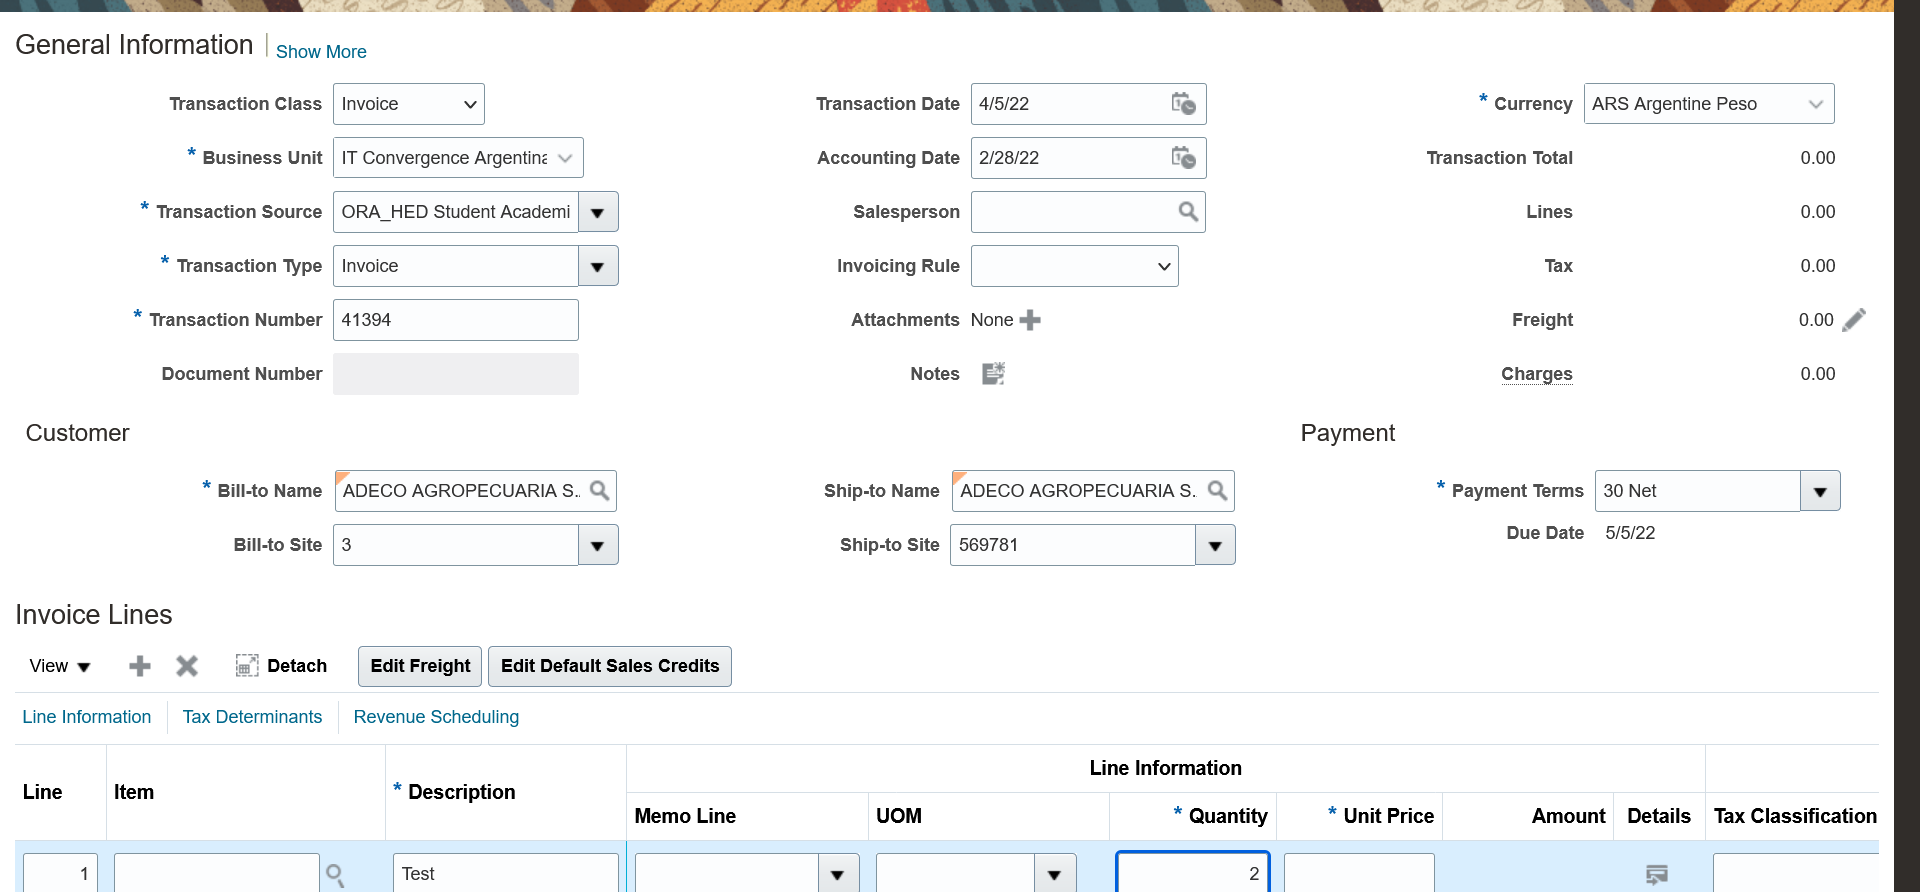 General Information
Show More
Transaction Class Invoice
Transaction Date 4/5/22
* Currency ARS Argentine Peso
* Business Unit IT Convergence Argentina
Accounting Date 2/28/22
Transaction Total 0.00
* Transaction Source ORA_HED Student Academi
Salesperson
Lines 0.00
* Transaction Type Invoice
Invoicing Rule
Tax 0.00
* Transaction Number 41394
Attachments None
Freight 0.00
Document Number
Notes
Charges 0.00
Customer
Payment
* Bill-to Name ADECO AGROPECUARIA S.
Ship-to Name ADECO AGROPECUARIA S.
* Payment Terms 30 Net
Bill-to Site 3
Ship-to Site 569781
Due Date 5/5/22
Invoice Lines
View
Detach
Edit Freight
Edit Default Sales Credits
Line Information
Tax Determinants
Revenue Scheduling
Line Information
Line
Item
* Description
Memo Line
UOM
* Quantity
* Unit Price
Amount
Details
Tax Classification
1
Test
2